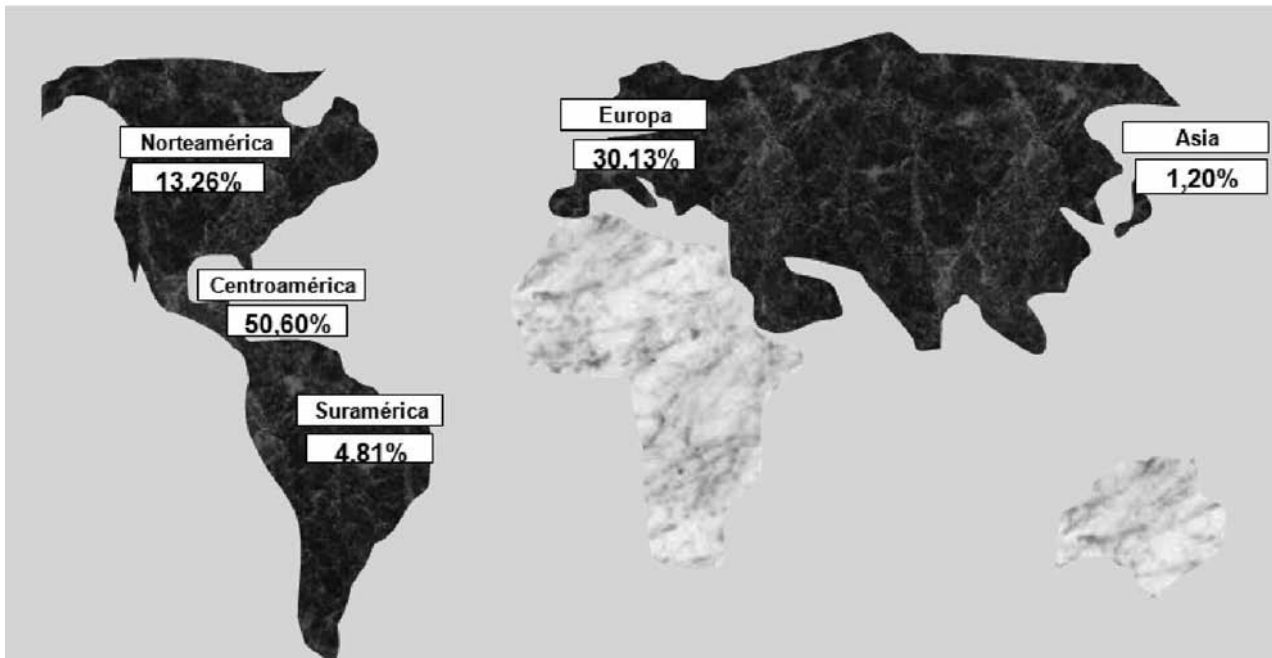 Norteamérica
13,26%
Centroamérica
50,60%
Suramérica
4,81%
Europa
30,13%
Asia
1,20%